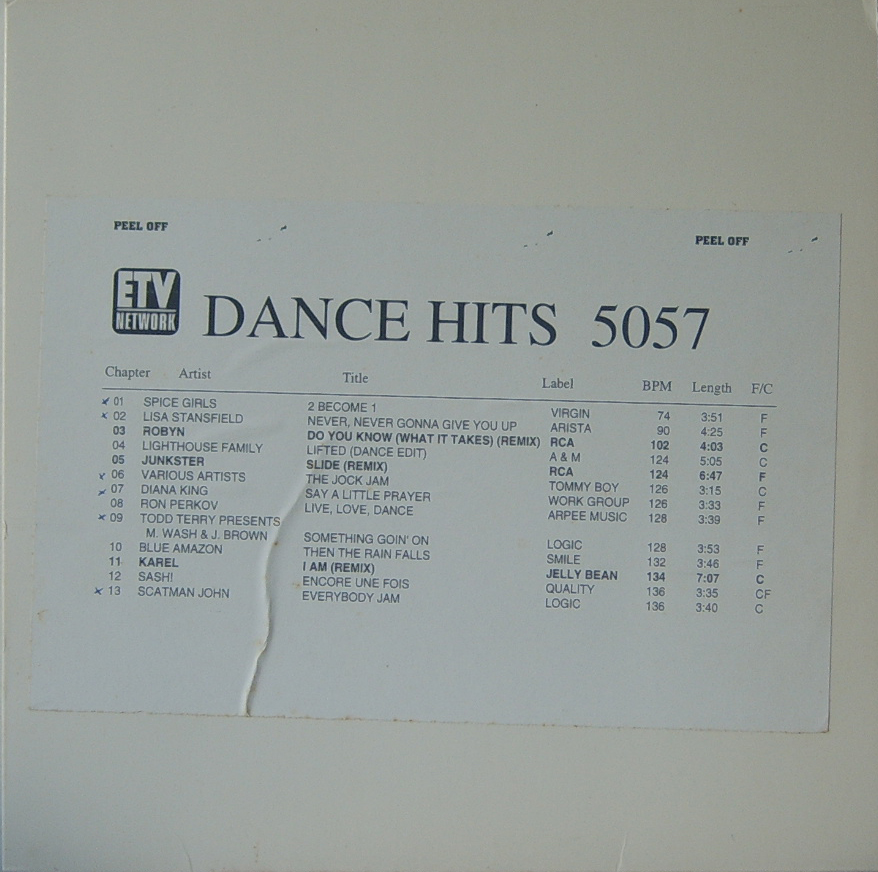 PEEL OFF
PEEL OFF
ETV
NETWORK
DANCE HITS 5057
Chapter Artist Title Label BPM Length F/C
01 SPICE GIRLS 2 BECOME 1 VIRGIN 74 3:51 F
02 LISA STANSFIELD NEVER, NEVER GONNA GIVE YOU UP ARISTA 90 4:25 F
03 ROBYN DO YOU KNOW (WHAT IT TAKES) (REMIX) RCA 102 4:03 C
04 LIGHTHOUSE FAMILY LIFTED (DANCE EDIT) A & M 124 5:05 C
05 JUNKSTER SLIDE (REMIX) RCA 124 6:47 F
06 VARIOUS ARTISTS THE JOCK JAM TOMMY BOY 126 3:15 C
07 DIANA KING SAY A LITTLE PRAYER WORK GROUP 126 3:33 F
08 RON PERKOV LIVE, LOVE, DANCE ARPEE MUSIC 128 3:39 F
09 TODD TERRY PRESENTS
M. WASH & J. BROWN SOMETHING GOIN' ON LOGIC 128 3:53 F
10 BLUE AMAZON THEN THE RAIN FALLS SMILE 132 3:46 F
11 KAREL I AM (REMIX) JELLY BEAN 134 7:07 C
12 SASH! ENCORE UNE FOIS QUALITY 136 3:35 CF
13 SCATMAN JOHN EVERYBODY JAM LOGIC 136 3:40 C